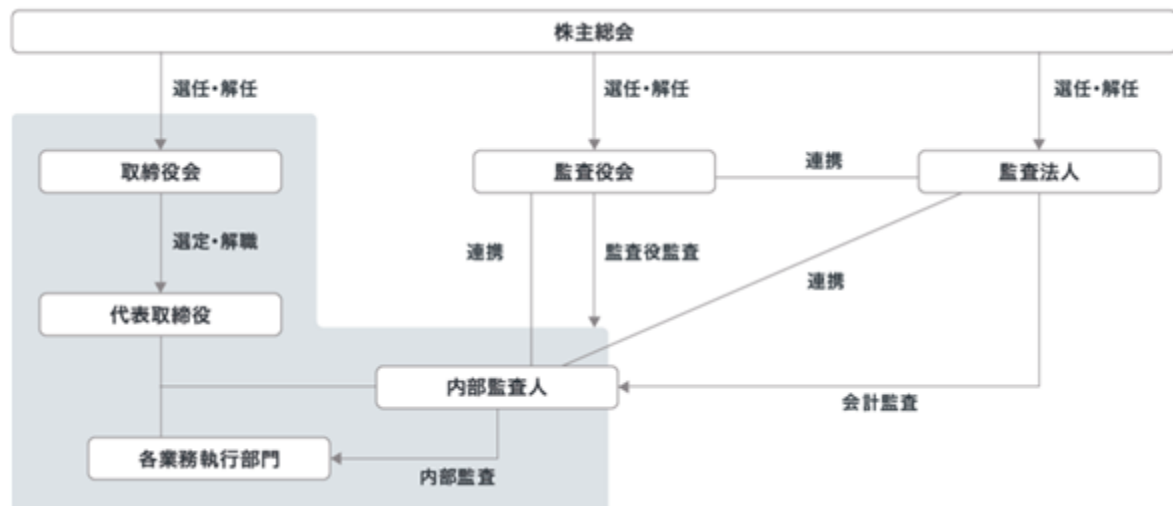 株主総会
選任・解任
選任・解任
選任・解任
取締役会
監査役会
連携
監査法人
選定・解職
連携
監査役監査
連携
代表取締役
内部監査人
会計監査
各業務執行部門
内部監査